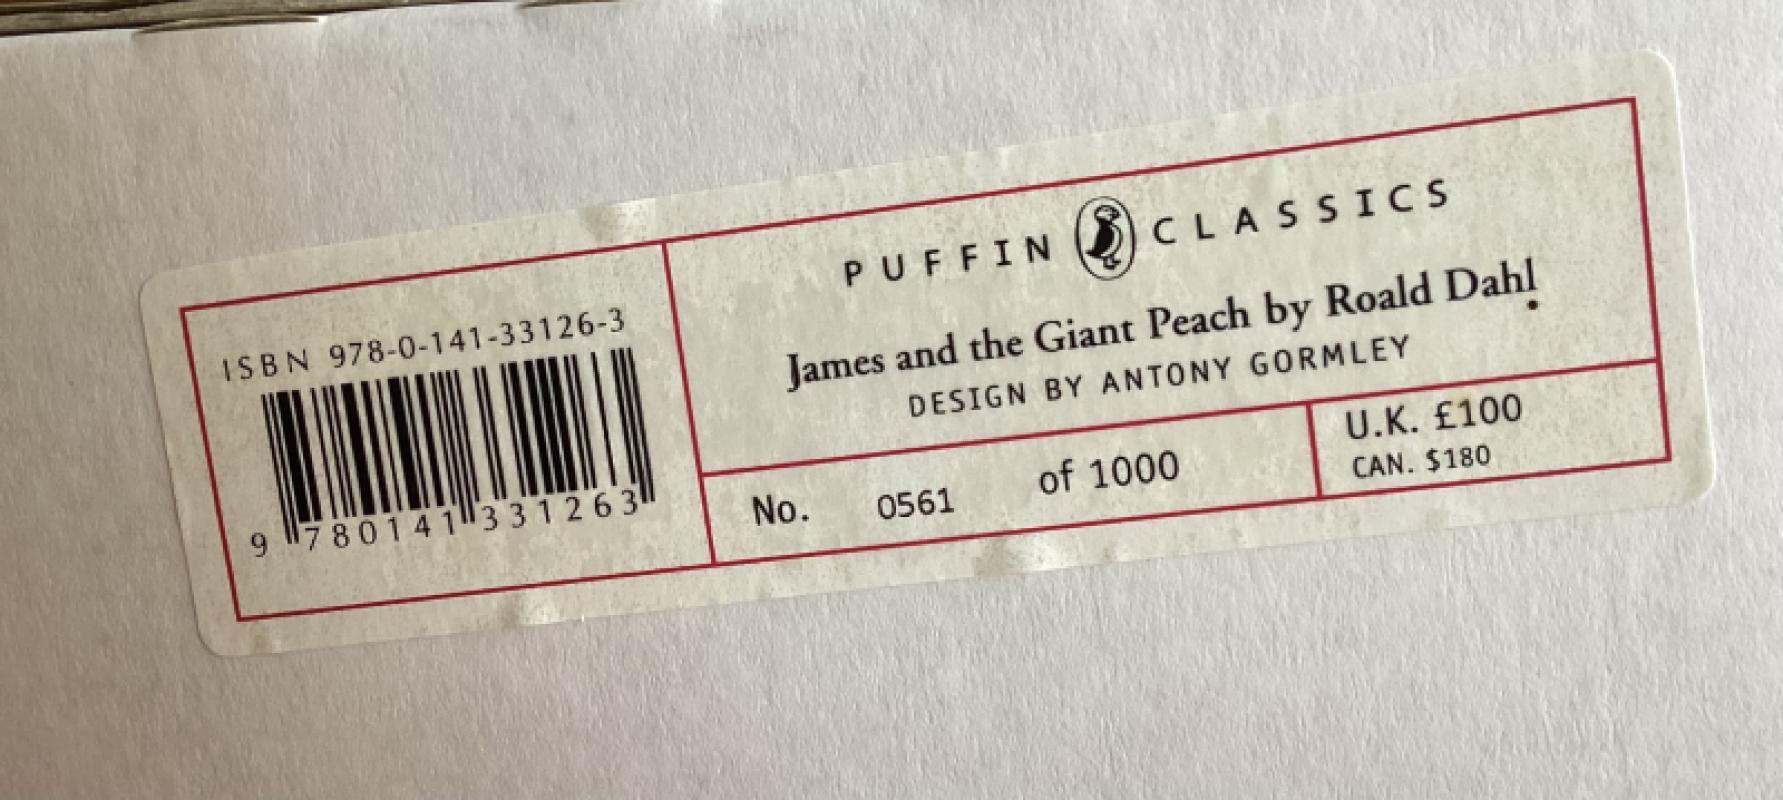 ISBN 978-0-141-33126-3
9 780141 331263
PUFFIN CLASSICS
James and the Giant Peach by Roald Dahl
DESIGN BY ANTONY GORMLEY
No. 0561 of 1000
U.K. £100
CAN. $180